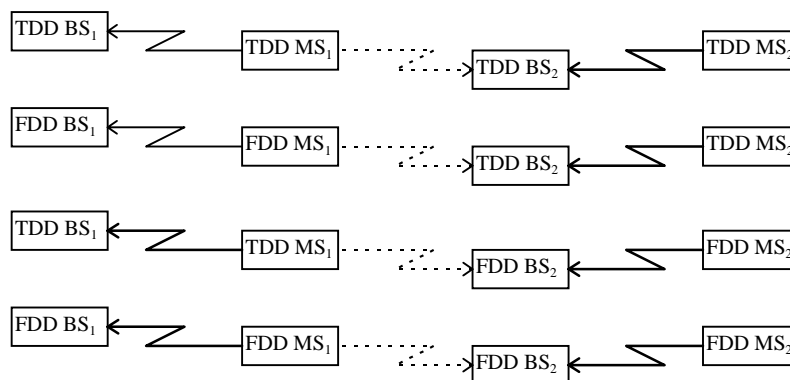 TDD BS₁ TDD MS₁ TDD BS₂ TDD MS₂
FDD BS₁ FDD MS₁ TDD BS₂ TDD MS₂
TDD BS₁ TDD MS₁ FDD BS₂ FDD MS₂
FDD BS₁ FDD MS₁ FDD BS₂ FDD MS₂